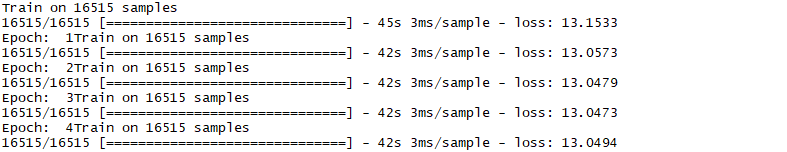 Train on 16515 samples
16515/16515 [==============================] - 45s 3ms/sample - loss: 13.1533
Epoch:  1Train on 16515 samples
16515/16515 [==============================] - 42s 3ms/sample - loss: 13.0573
Epoch:  2Train on 16515 samples
16515/16515 [==============================] - 42s 3ms/sample - loss: 13.0479
Epoch:  3Train on 16515 samples
16515/16515 [==============================] - 42s 3ms/sample - loss: 13.0473
Epoch:  4Train on 16515 samples
16515/16515 [==============================] - 42s 3ms/sample - loss: 13.0494